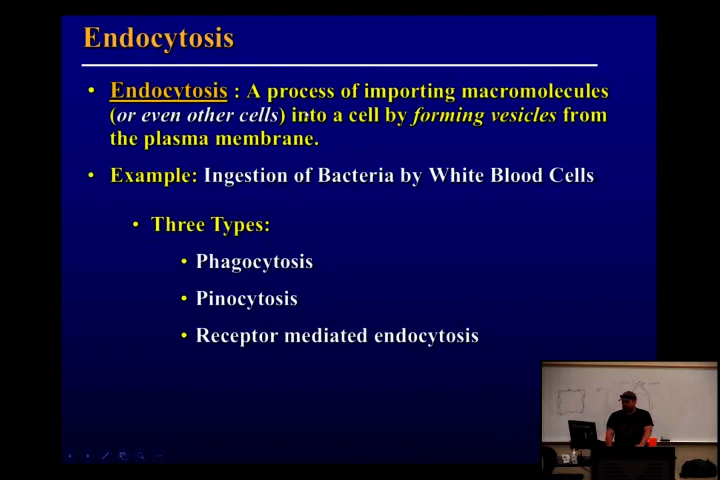 Endocytosis
• Endocytosis : A process of importing macromolecules
(or even other cells) into a cell by forming vesicles from
the plasma membrane.
• Example: Ingestion of Bacteria by White Blood Cells
• Three Types:
• Phagocytosis
• Pinocytosis
• Receptor mediated endocytosis